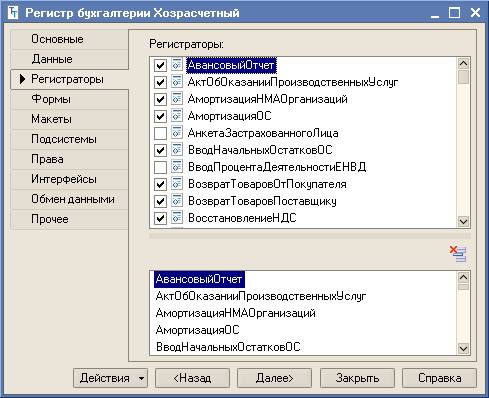 Регистр бухгалтерии Хозрасчетный
Основные
Данные
Регистраторы
Формы
Макеты
Подсистемы
Права
Интерфейсы
Обмен данными
Прочее
Регистраторы:
АвансовыйОтчет
АктОбОказанииПроизводственныхУслуг
АмортизацияНМАОрганизаций
АмортизацияОС
АнкетаЗастрахованногоЛица
ВводНачальныхОстатковОС
ВводПроцентаДеятельностиЕНВД
ВозвратТоваровОтПокупателя
ВозвратТоваровПоставщику
ВосстановлениеНДС
АвансовыйОтчет
АктОбОказанииПроизводственныхУслуг
АмортизацияНМАОрганизаций
АмортизацияОС
ВводНачальныхОстатковОС
Действия
<Назад
Далее>
Закрыть
Справка